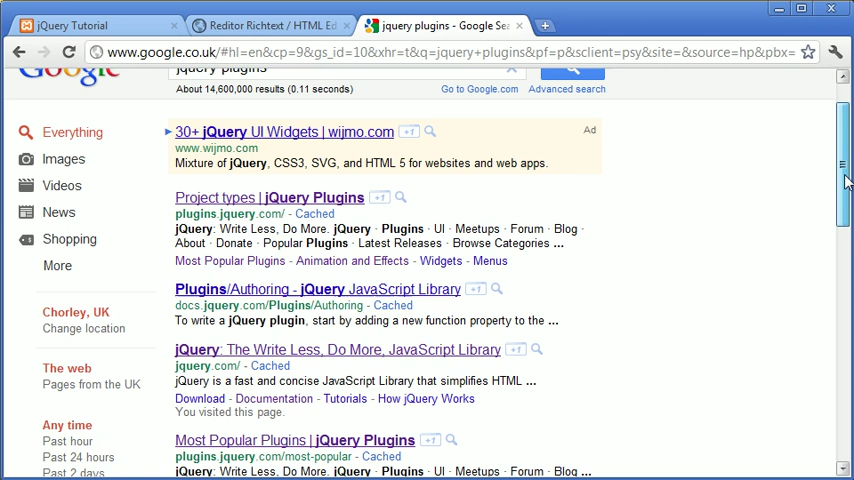 jQuery Tutorial
Reditor Richtext / HTML Ed
jquery plugins - Google Sea
www.google.co.uk/#hl=en&cp=9&gs_id=10&xhr=t&q=jquery+plugins&pf=p&sclient=psy&site=&source=hp&pbx=
Google
jquery plugins
About 14,600,000 results (0.11 seconds)
Go to Google.com
Advanced search
Everything
Images
Videos
News
Shopping
More
Chorley, UK
Change location
The web
Pages from the UK
Any time
Past hour
Past 24 hours
Past 2 days
30+ jQuery UI Widgets | wijmo.com +1
Ad
www.wijmo.com
Mixture of jQuery, CSS3, SVG, and HTML 5 for websites and web apps.
Project types | jQuery Plugins +1
plugins.jquery.com/ - Cached
jQuery: Write Less, Do More. jQuery · Plugins · UI · Meetups · Forum · Blog ·
About · Donate · Popular Plugins · Latest Releases · Browse Categories ...
Most Popular Plugins - Animation and Effects - Widgets - Menus
Plugins/Authoring - jQuery JavaScript Library +1
docs.jquery.com/Plugins/Authoring - Cached
To write a jQuery plugin, start by adding a new function property to the ...
jQuery: The Write Less, Do More, JavaScript Library +1
jquery.com/ - Cached
jQuery is a fast and concise JavaScript Library that simplifies HTML ...
Download - Documentation - Tutorials - How jQuery Works
You visited this page.
Most Popular Plugins | jQuery Plugins +1
plugins.jquery.com/most-popular - Cached
jQuery: Write Less, Do More. jQuery · Plugins · UI · Meetups · Forum · Blog ...